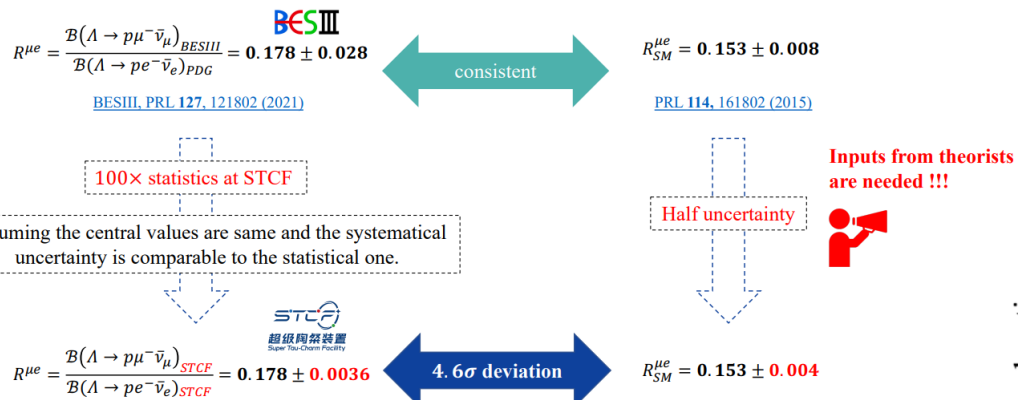 BESIII
R^{μe} = \frac{ℬ(Λ → pμ⁻ν̄_μ)_{BESIII}}{ℬ(Λ → pe⁻ν̄_e)_{PDG}} = 0.178 ± 0.028
consistent
R^{μe}_{SM} = 0.153 ± 0.008
BESIII, PRL 127, 121802 (2021)
PRL 114, 161802 (2015)
100× statistics at STCF
Inputs from theorists
are needed !!!
Half uncertainty
the central values are same and the systematical
uncertainty is comparable to the statistical one.
STCF
超级陶粲装置
Super Tau-Charm Facility
R^{μe} = \frac{ℬ(Λ → pμ⁻ν̄_μ)_{STCF}}{ℬ(Λ → pe⁻ν̄_e)_{STCF}} = 0.178 ± 0.0036
4.6σ deviation
R^{μe}_{SM} = 0.153 ± 0.004